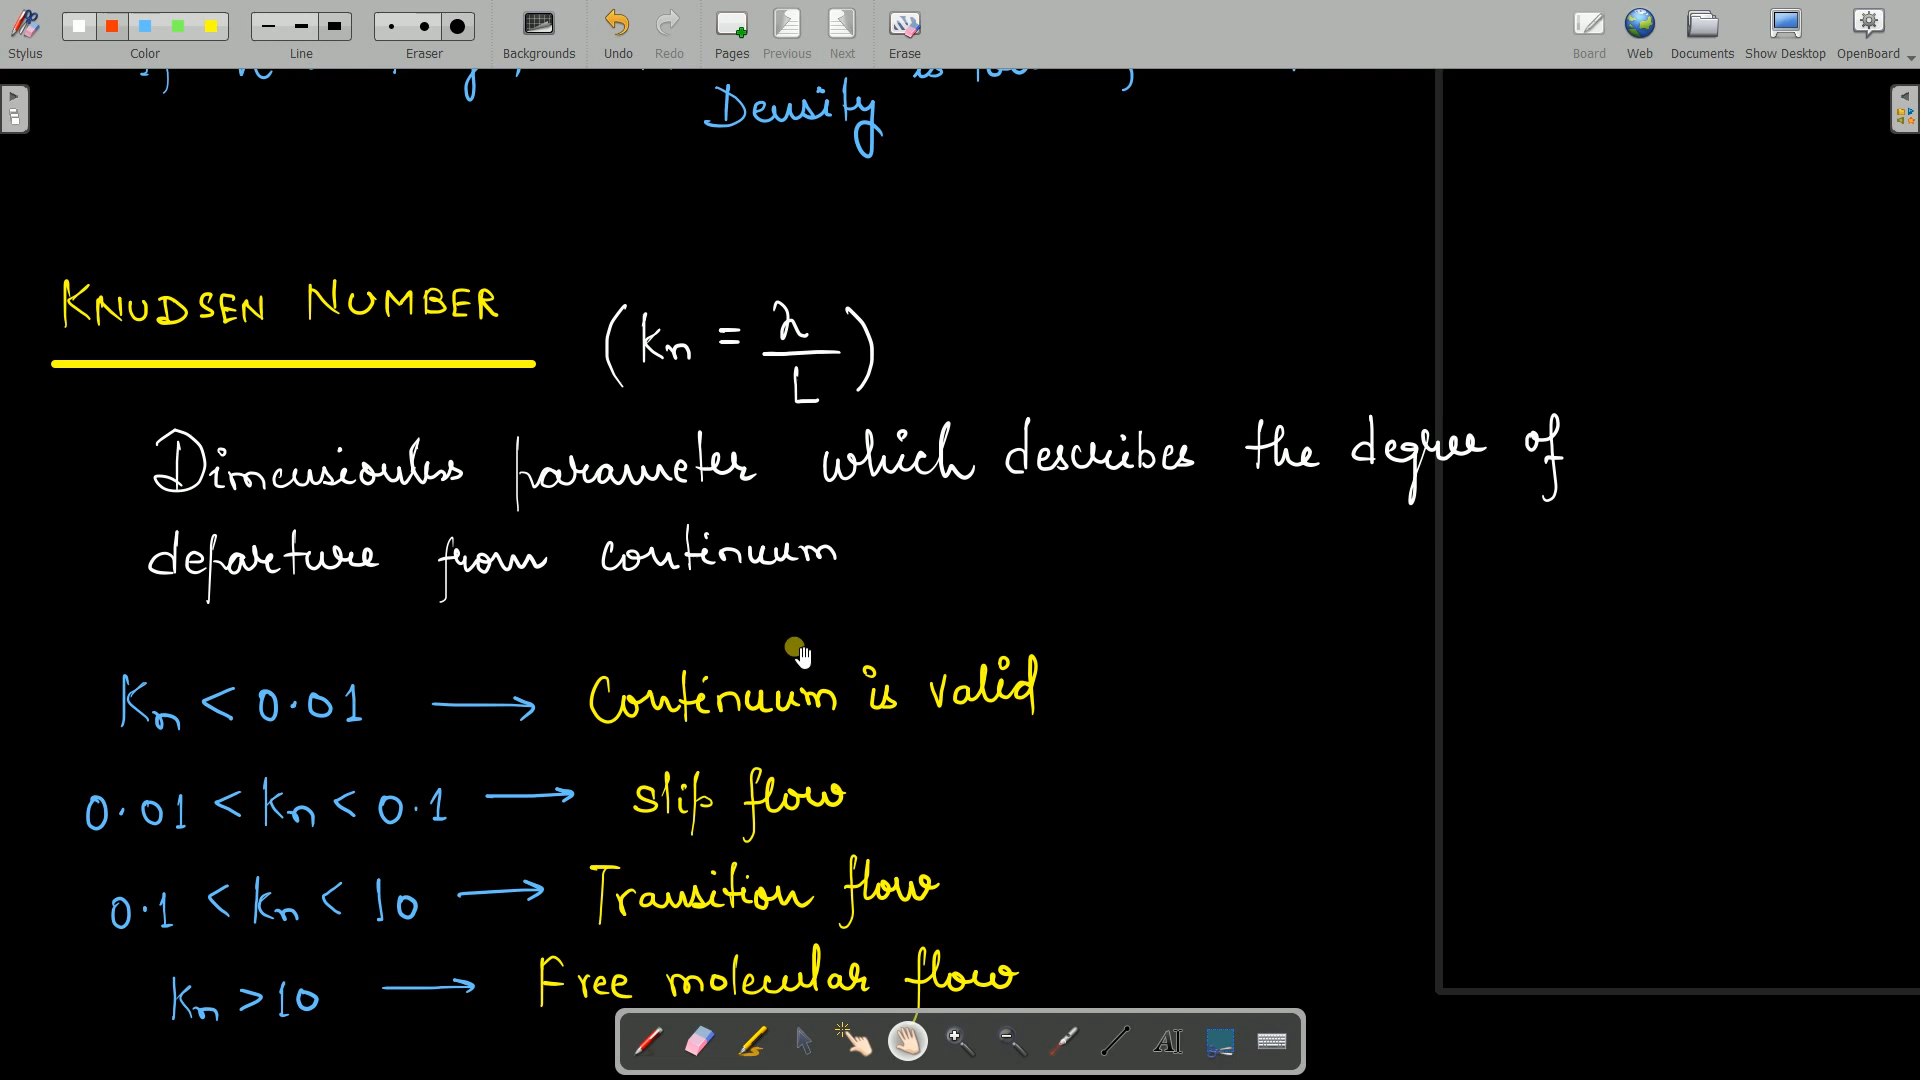 Stylus Color Line Eraser Backgrounds Undo Redo Pages Previous Next Erase Board Web Documents Show Desktop OpenBoard
Density
KNUDSEN NUMBER (Kn = λ/L)
Dimensionless parameter which describes the degree of
departure from continuum
Kn < 0.01 → Continuum is valid
0.01 < Kn < 0.1 → slip flow
0.1 < Kn < 10 → Transition flow
Kn > 10 → Free molecular flow